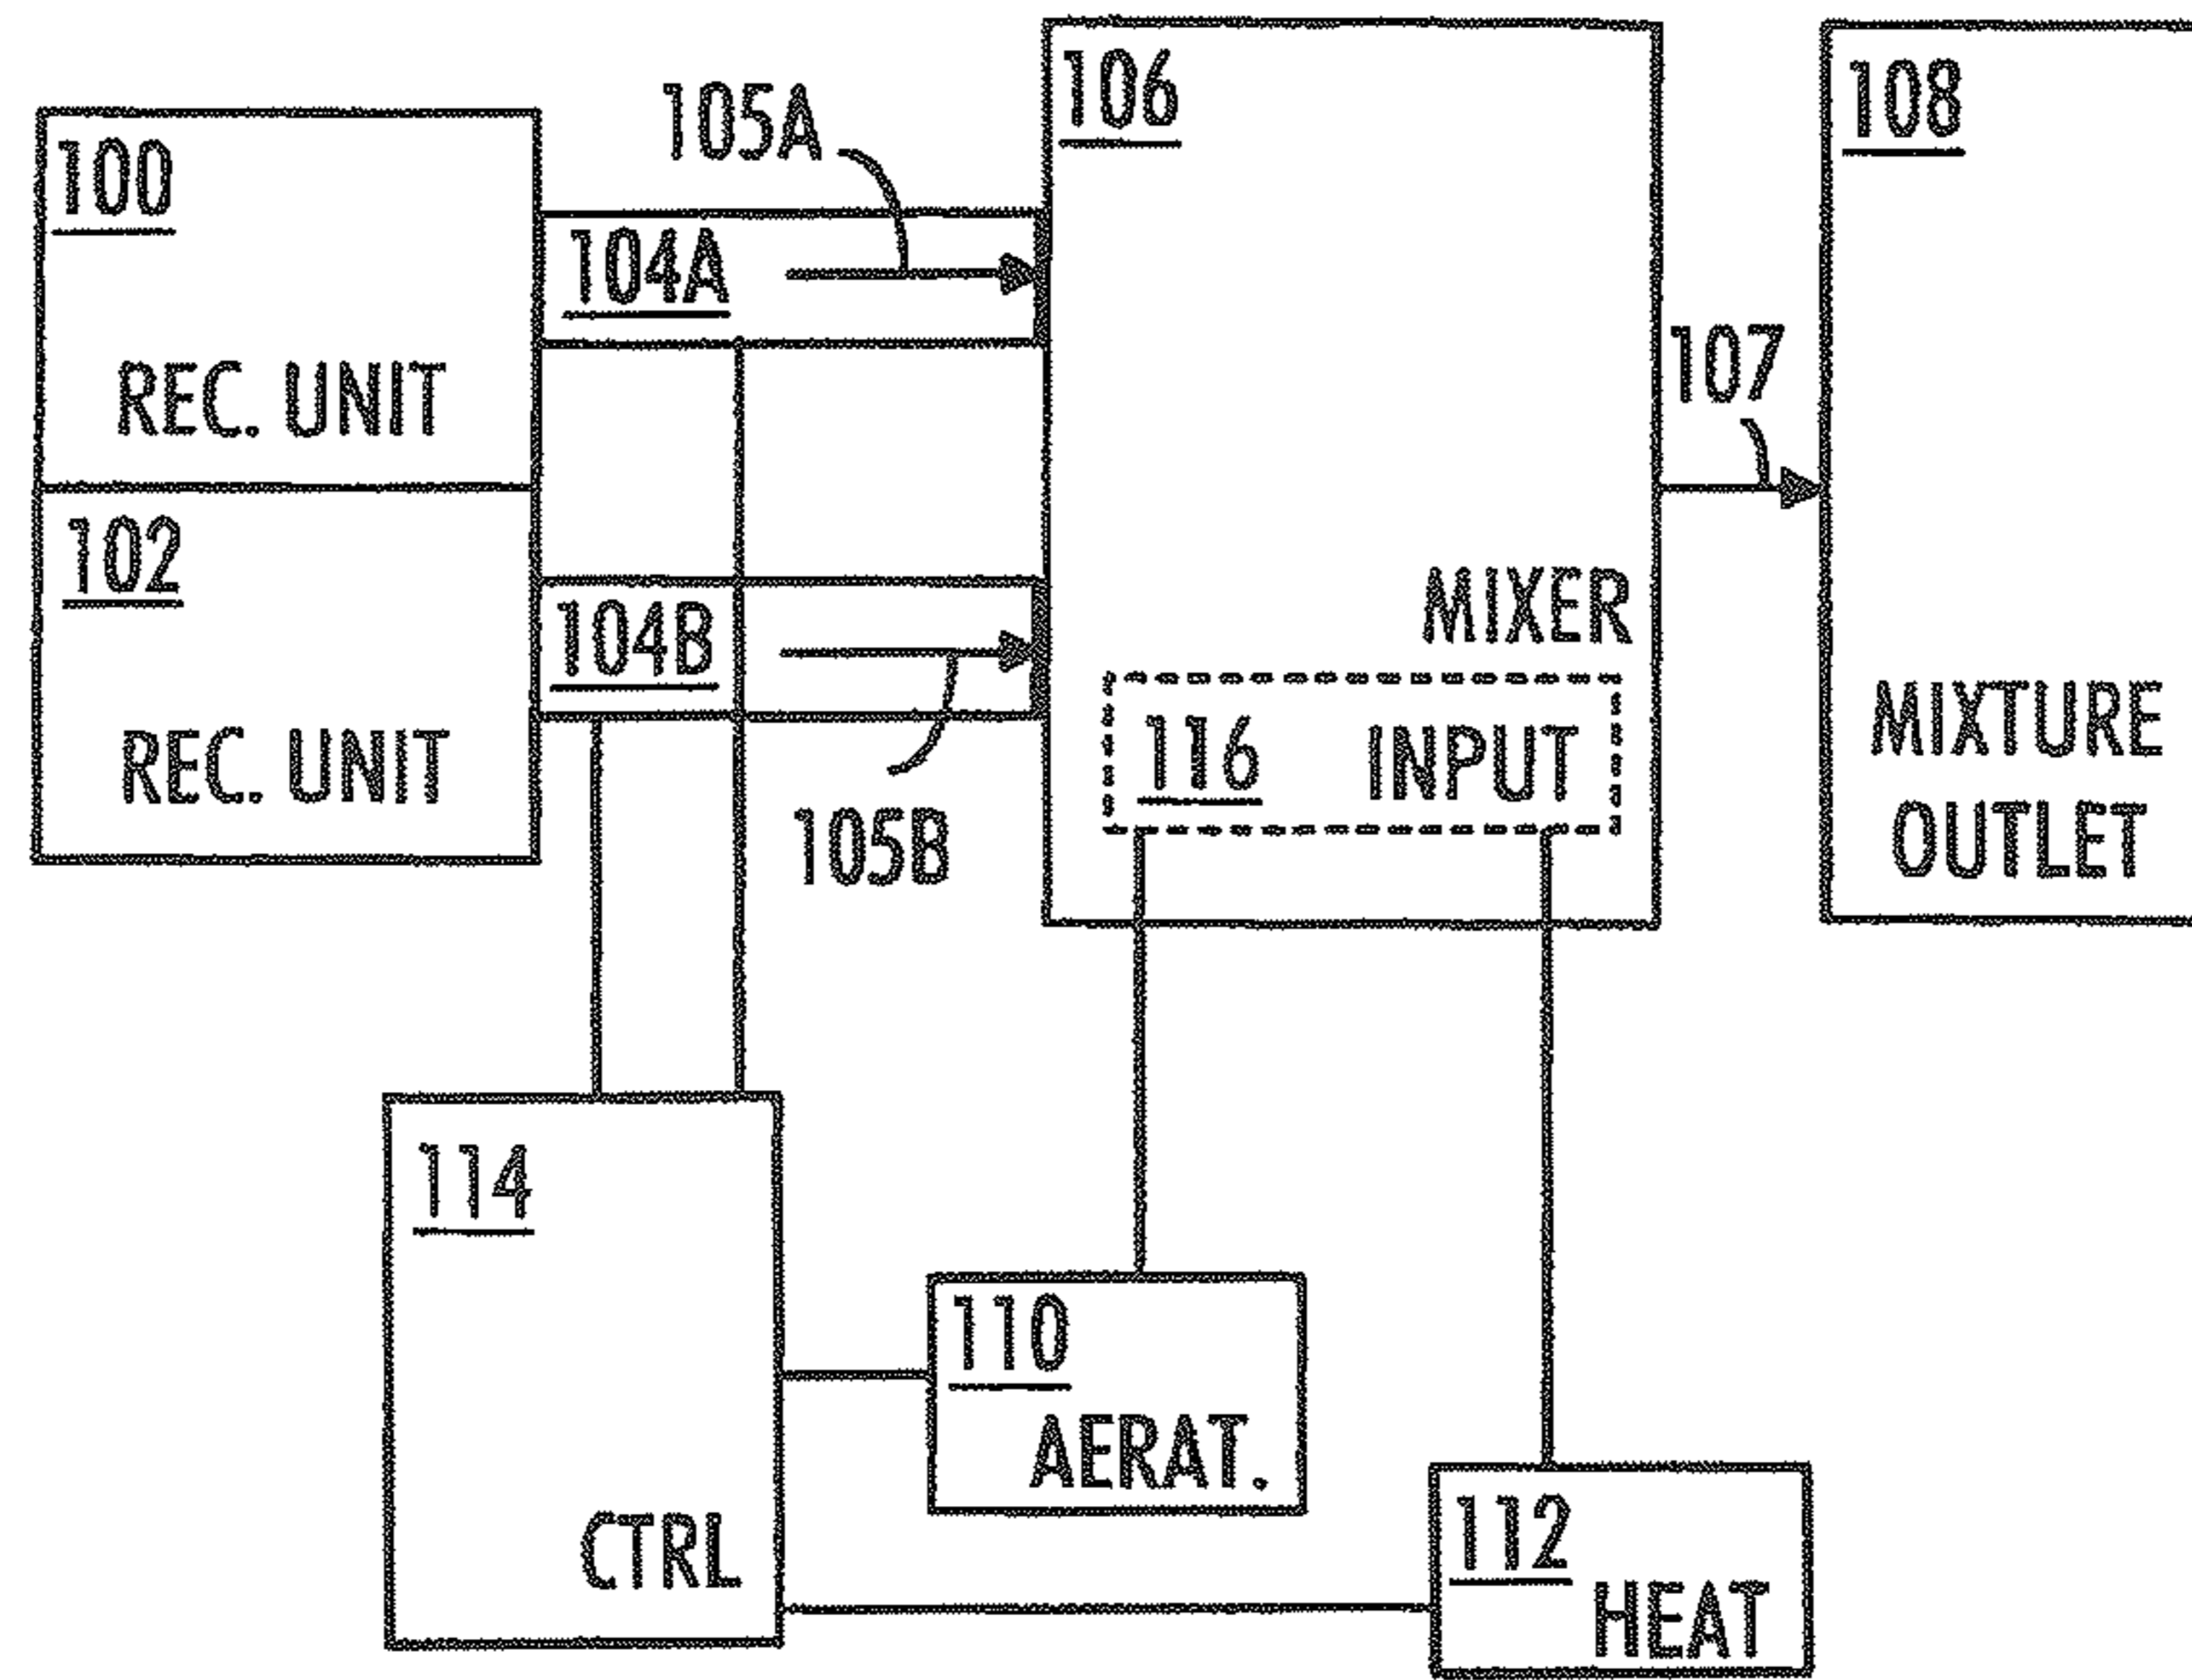 100
REC. UNIT
102
REC. UNIT
104A
105A
104B
105B
106
MIXER
116 INPUT
107
108
MIXTURE
OUTLET
114
CTRL
110
AERAT.
112
HEAT